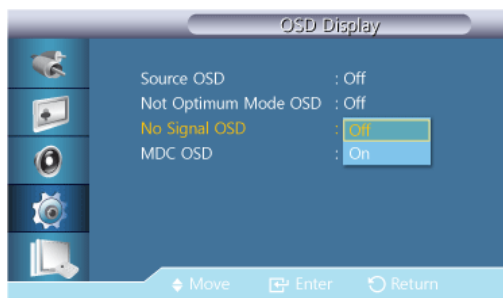 OSD Display
Source OSD : Off
Not Optimum Mode OSD : Off
No Signal OSD : Off
MDC OSD : On
Move Enter Return